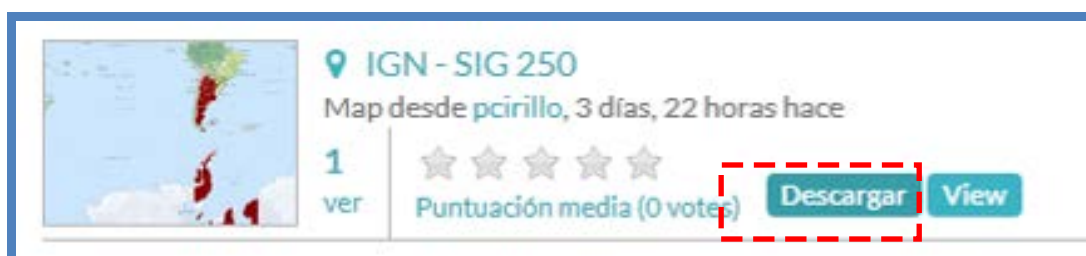 IGN - SIG 250
Map desde pcirillo, 3 días, 22 horas hace
1
ver
Puntuación media (0 votes)
Descargar
View